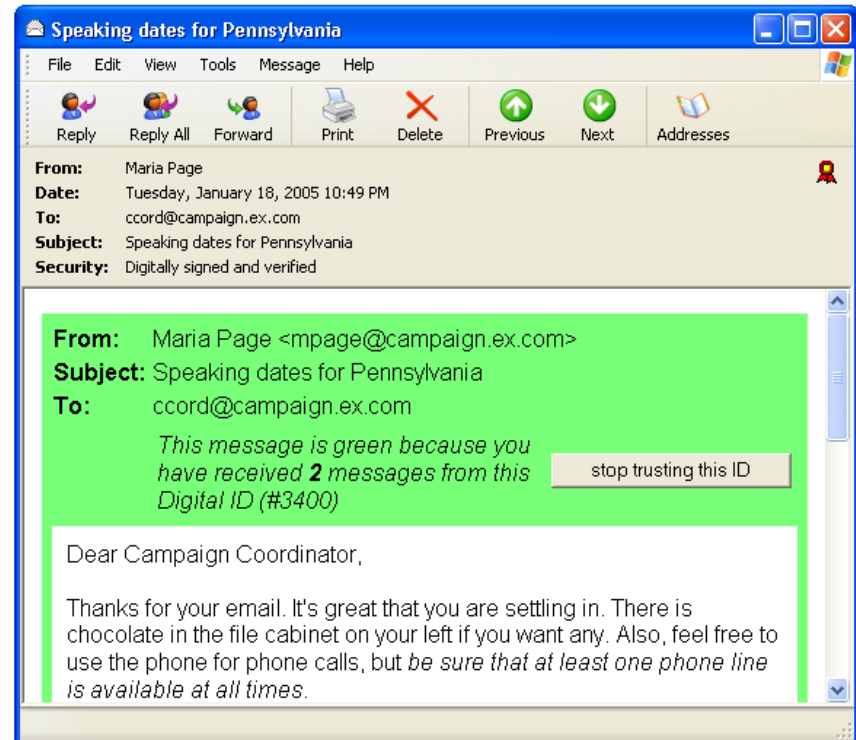 Speaking dates for Pennsylvania
File Edit View Tools Message Help
Reply Reply All Forward Print Delete Previous Next Addresses
From: Maria Page
Date: Tuesday, January 18, 2005 10:49 PM
To: ccord@campaign.ex.com
Subject: Speaking dates for Pennsylvania
Security: Digitally signed and verified
From: Maria Page <mpage@campaign.ex.com>
Subject: Speaking dates for Pennsylvania
To: ccord@campaign.ex.com
This message is green because you
have received 2 messages from this
Digital ID (#3400)
stop trusting this ID
Dear Campaign Coordinator,
Thanks for your email. It's great that you are settling in. There is
chocolate in the file cabinet on your left if you want any. Also, feel free to
use the phone for phone calls, but be sure that at least one phone line
is available at all times.